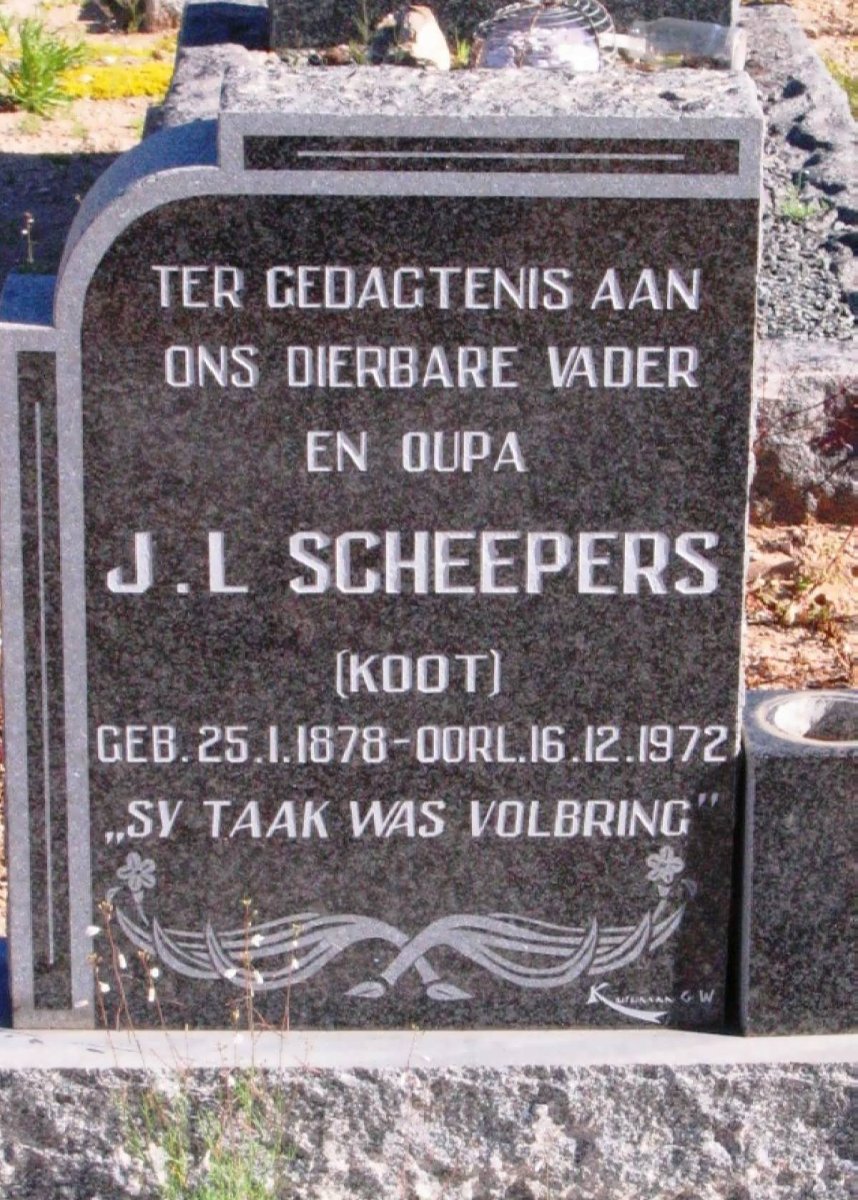 TER GEDAGTENIS AAN
ONS DIERBARE VADER
EN OUPA
J. L SCHEEPERS
(KOOT)
GEB. 25.1.1878-OORL.16.12.1972
„SY TAAK WAS VOLBRING"
Kuruman G W